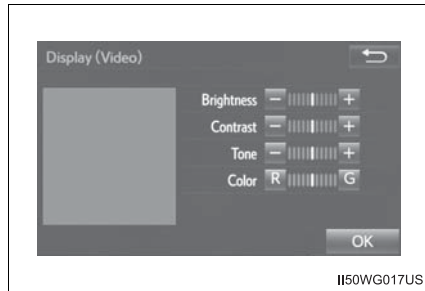 Display (Video)
Brightness − +
Contrast − +
Tone − +
Color R G
OK
II50WG017US